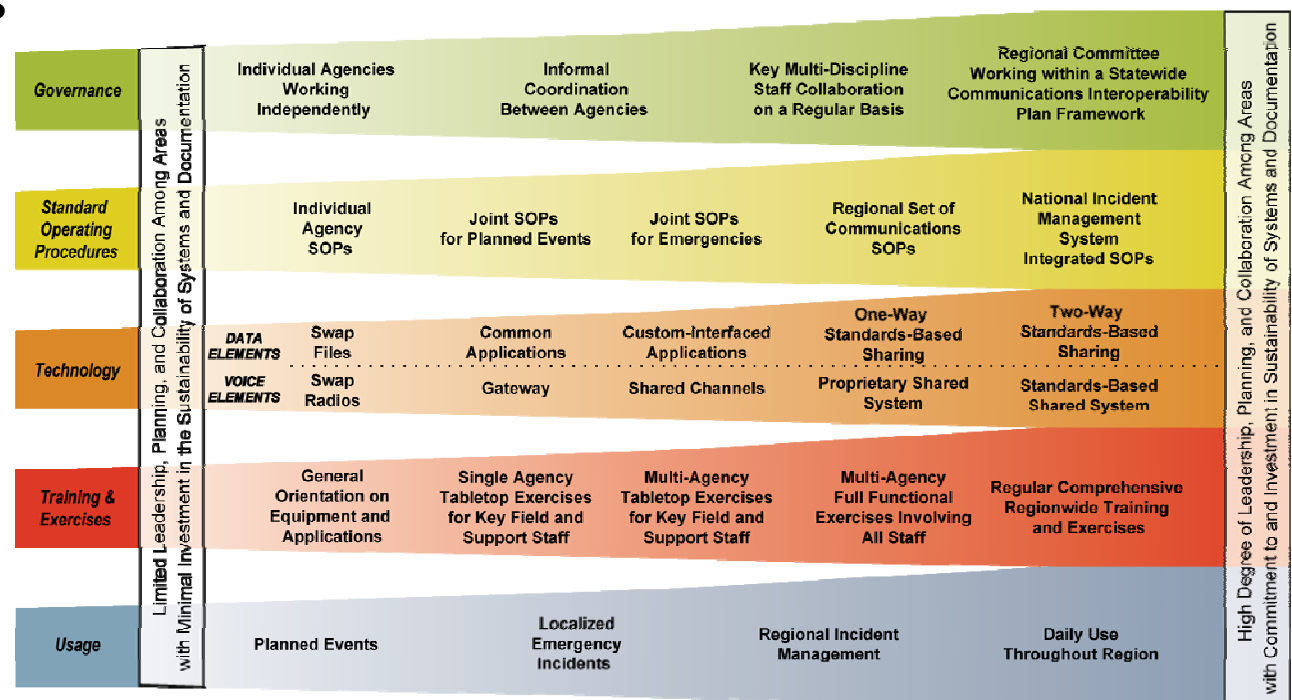 Limited Leadership, Planning, and Collaboration Among Areas
with Minimal Investment in the Sustainability of Systems and Documentation
Governance
Individual Agencies
Working
Independently
Informal
Coordination
Between Agencies
Key Multi-Discipline
Staff Collaboration
on a Regular Basis
Regional Committee
Working within a Statewide
Communications Interoperability
Plan Framework
Standard
Operating
Procedures
Individual
Agency
SOPs
Joint SOPs
for Planned Events
Joint SOPs
for Emergencies
Regional Set of
Communications
SOPs
National Incident
Management
System
Integrated SOPs
Technology
DATA
ELEMENTS
Swap
Files
Common
Applications
Custom-Interfaced
Applications
One-Way
Standards-Based
Sharing
Two-Way
Standards-Based
Sharing
VOICE
ELEMENTS
Swap
Radios
Gateway
Shared Channels
Proprietary Shared
System
Standards-Based
Shared System
Training &
Exercises
General
Orientation on
Equipment and
Applications
Single Agency
Tabletop Exercises
for Key Field and
Support Staff
Multi-Agency
Tabletop Exercises
for Key Field and
Support Staff
Multi-Agency
Full Functional
Exercises Involving
All Staff
Regular Comprehensive
Regionwide Training
and Exercises
Usage
Planned Events
Localized
Emergency
Incidents
Regional Incident
Management
Daily Use
Throughout Region
High Degree of Leadership, Planning, and Collaboration Among Areas
with Commitment to and Investment in Sustainability of Systems and Documentation